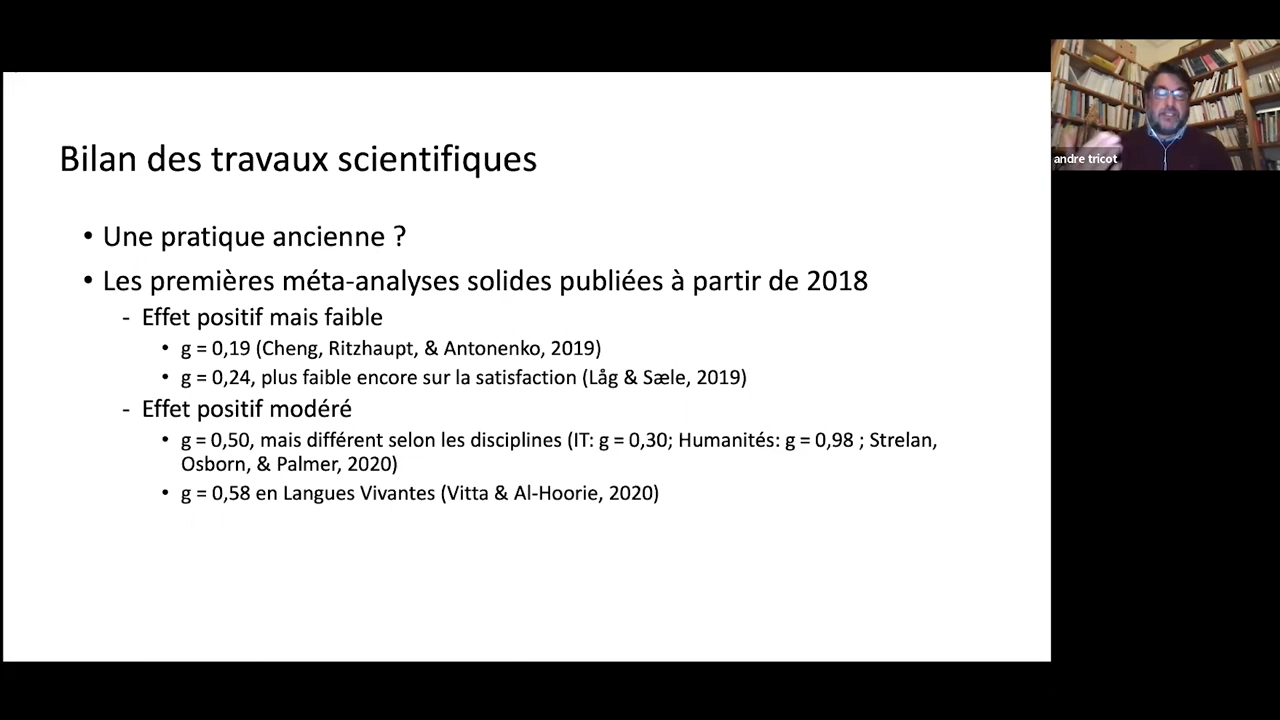 Bilan des travaux scientifiques
• Une pratique ancienne ?
• Les premières méta-analyses solides publiées à partir de 2018
- Effet positif mais faible
• g = 0,19 (Cheng, Ritzhaupt, & Antonenko, 2019)
• g = 0,24, plus faible encore sur la satisfaction (Låg & Sæle, 2019)
- Effet positif modéré
• g = 0,50, mais différent selon les disciplines (IT: g = 0,30; Humanités: g = 0,98 ; Strelan,
Osborn, & Palmer, 2020)
• g = 0,58 en Langues Vivantes (Vitta & Al-Hoorie, 2020)
andre tricot